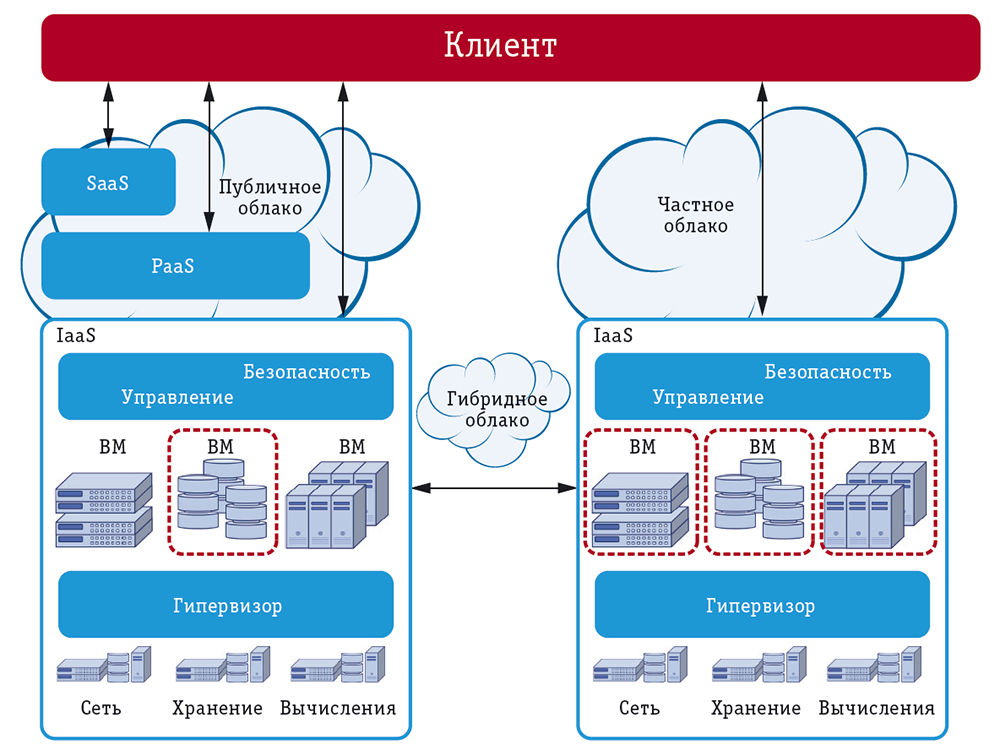 Клиент
SaaS
Публичное
облако
PaaS
Частное
облако
IaaS
Безопасность
Управление
ВМ
ВМ
ВМ
Гипервизор
Сеть
Хранение
Вычисления
Гибридное
облако
IaaS
Безопасность
Управление
ВМ
ВМ
ВМ
Гипервизор
Сеть
Хранение
Вычисления